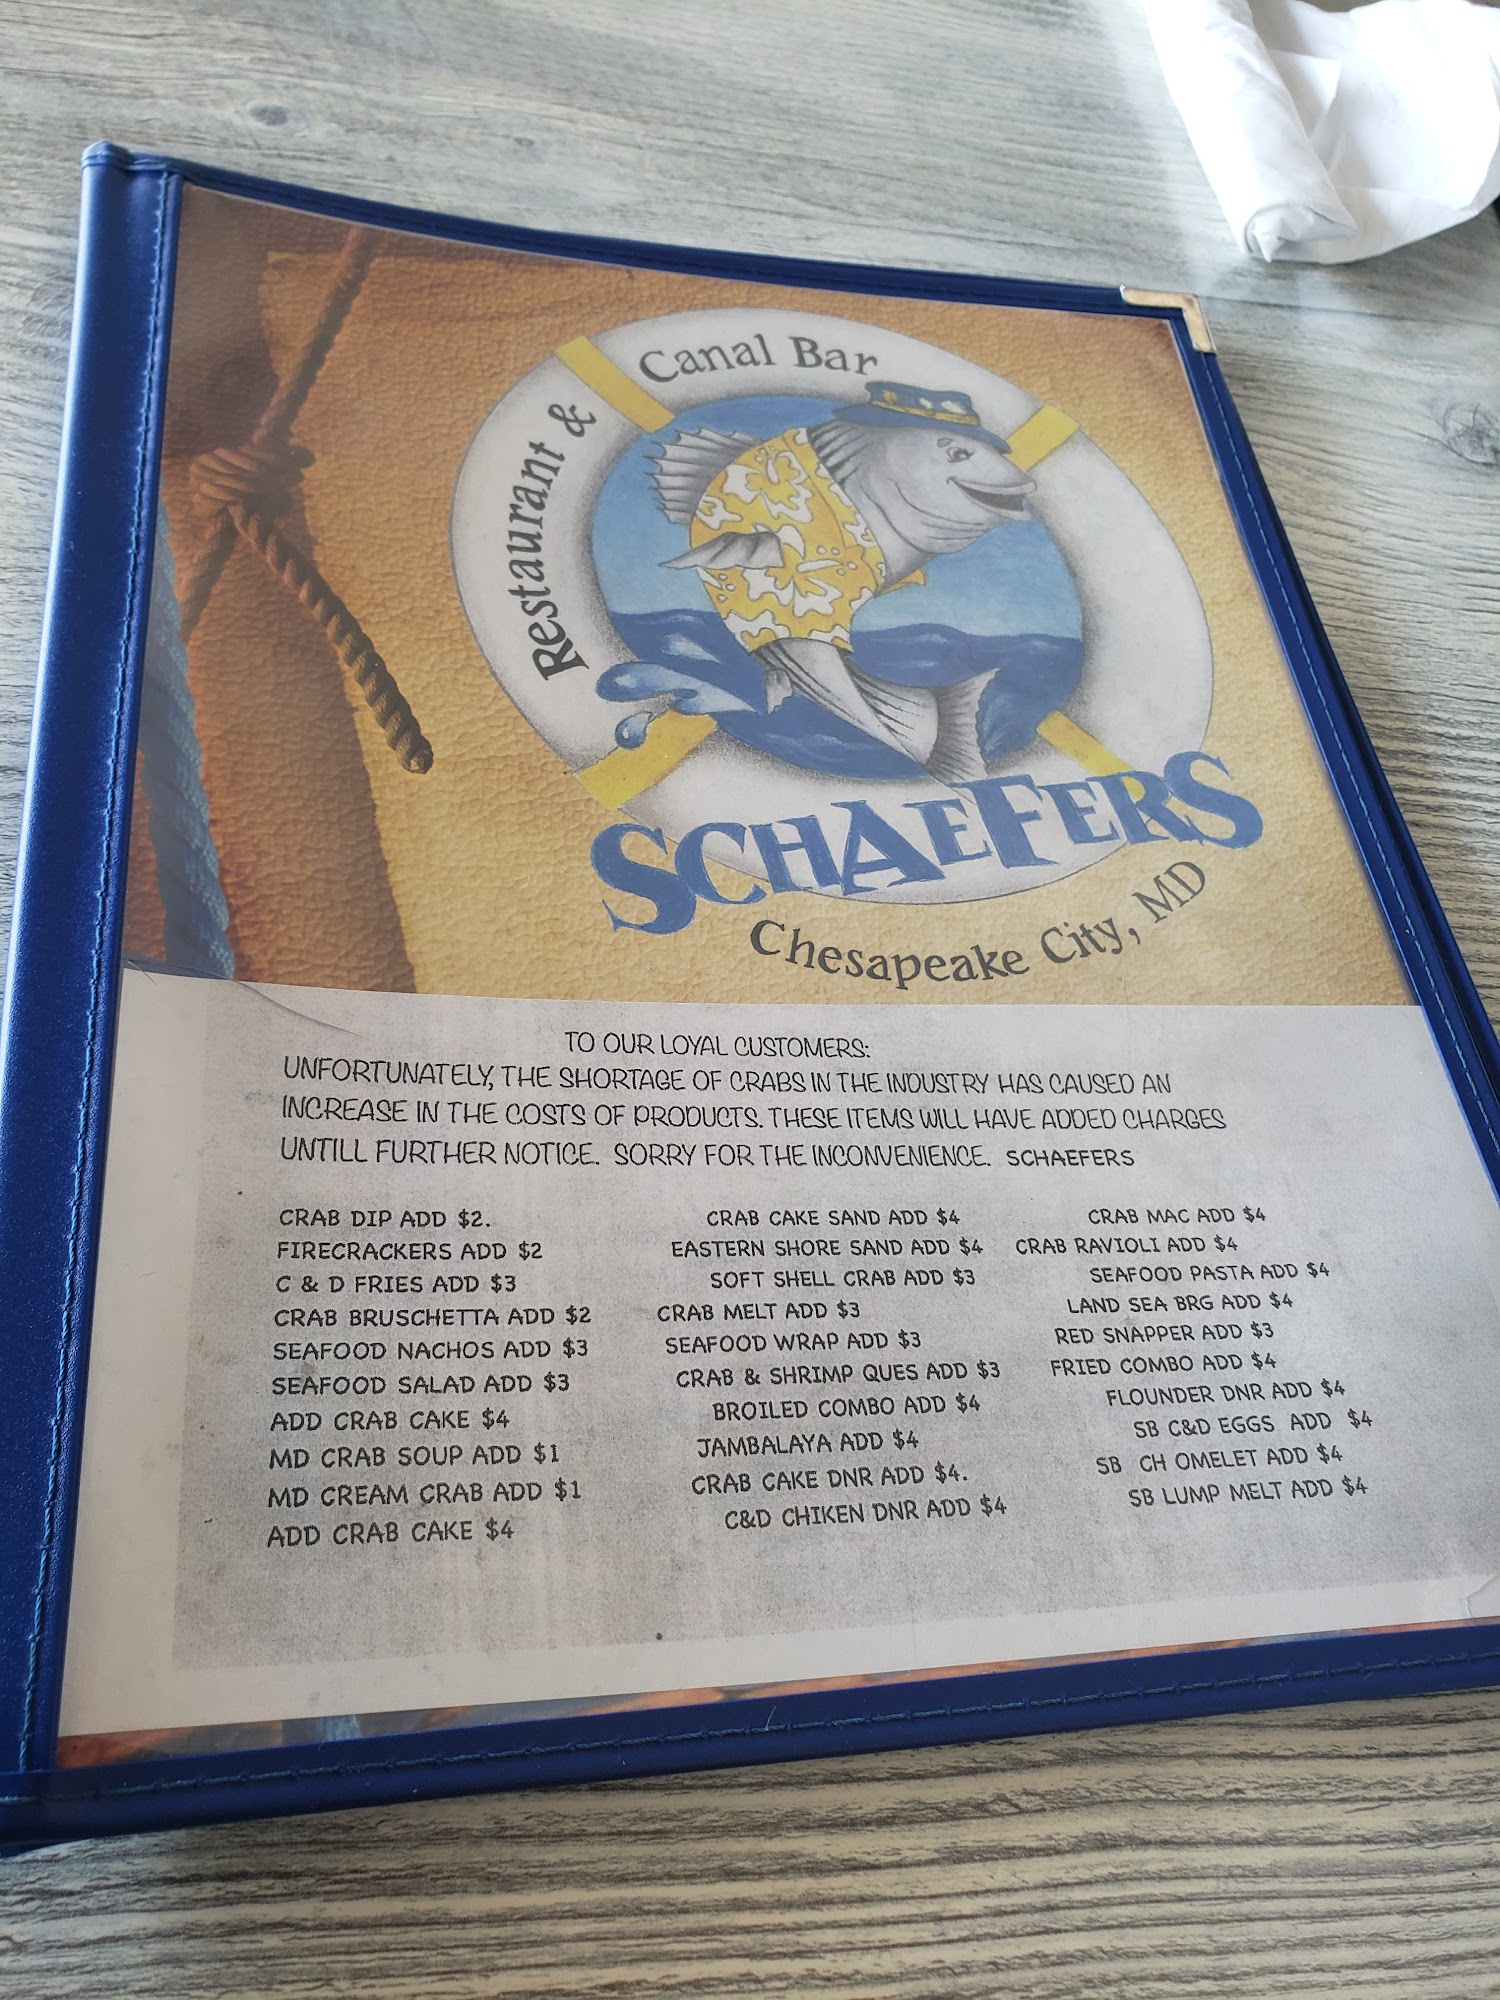 Restaurant & Canal Bar
SCHAEFERS
Chesapeake City, MD
TO OUR LOYAL CUSTOMERS:
UNFORTUNATELY, THE SHORTAGE OF CRABS IN THE INDUSTRY HAS CAUSED AN
INCREASE IN THE COSTS OF PRODUCTS. THESE ITEMS WILL HAVE ADDED CHARGES
UNTILL FURTHER NOTICE. SORRY FOR THE INCONVENIENCE. SCHAEFERS
CRAB DIP ADD $2.
FIRECRACKERS ADD $2
C & D FRIES ADD $3
CRAB BRUSCHETTA ADD $2
SEAFOOD NACHOS ADD $3
SEAFOOD SALAD ADD $3
ADD CRAB CAKE $4
MD CRAB SOUP ADD $1
MD CREAM CRAB ADD $1
ADD CRAB CAKE $4
CRAB CAKE SAND ADD $4
EASTERN SHORE SAND ADD $4
SOFT SHELL CRAB ADD $3
CRAB MELT ADD $3
SEAFOOD WRAP ADD $3
CRAB & SHRIMP QUES ADD $3
BROILED COMBO ADD $4
JAMBALAYA ADD $4
CRAB CAKE DNR ADD $4.
C&D CHIKEN DNR ADD $4
CRAB MAC ADD $4
CRAB RAVIOLI ADD $4
SEAFOOD PASTA ADD $4
LAND SEA BRG ADD $4
RED SNAPPER ADD $3
FRIED COMBO ADD $4
FLOUNDER DNR ADD $4
SB C&D EGGS ADD $4
SB CH OMELET ADD $4
SB LUMP MELT ADD $4